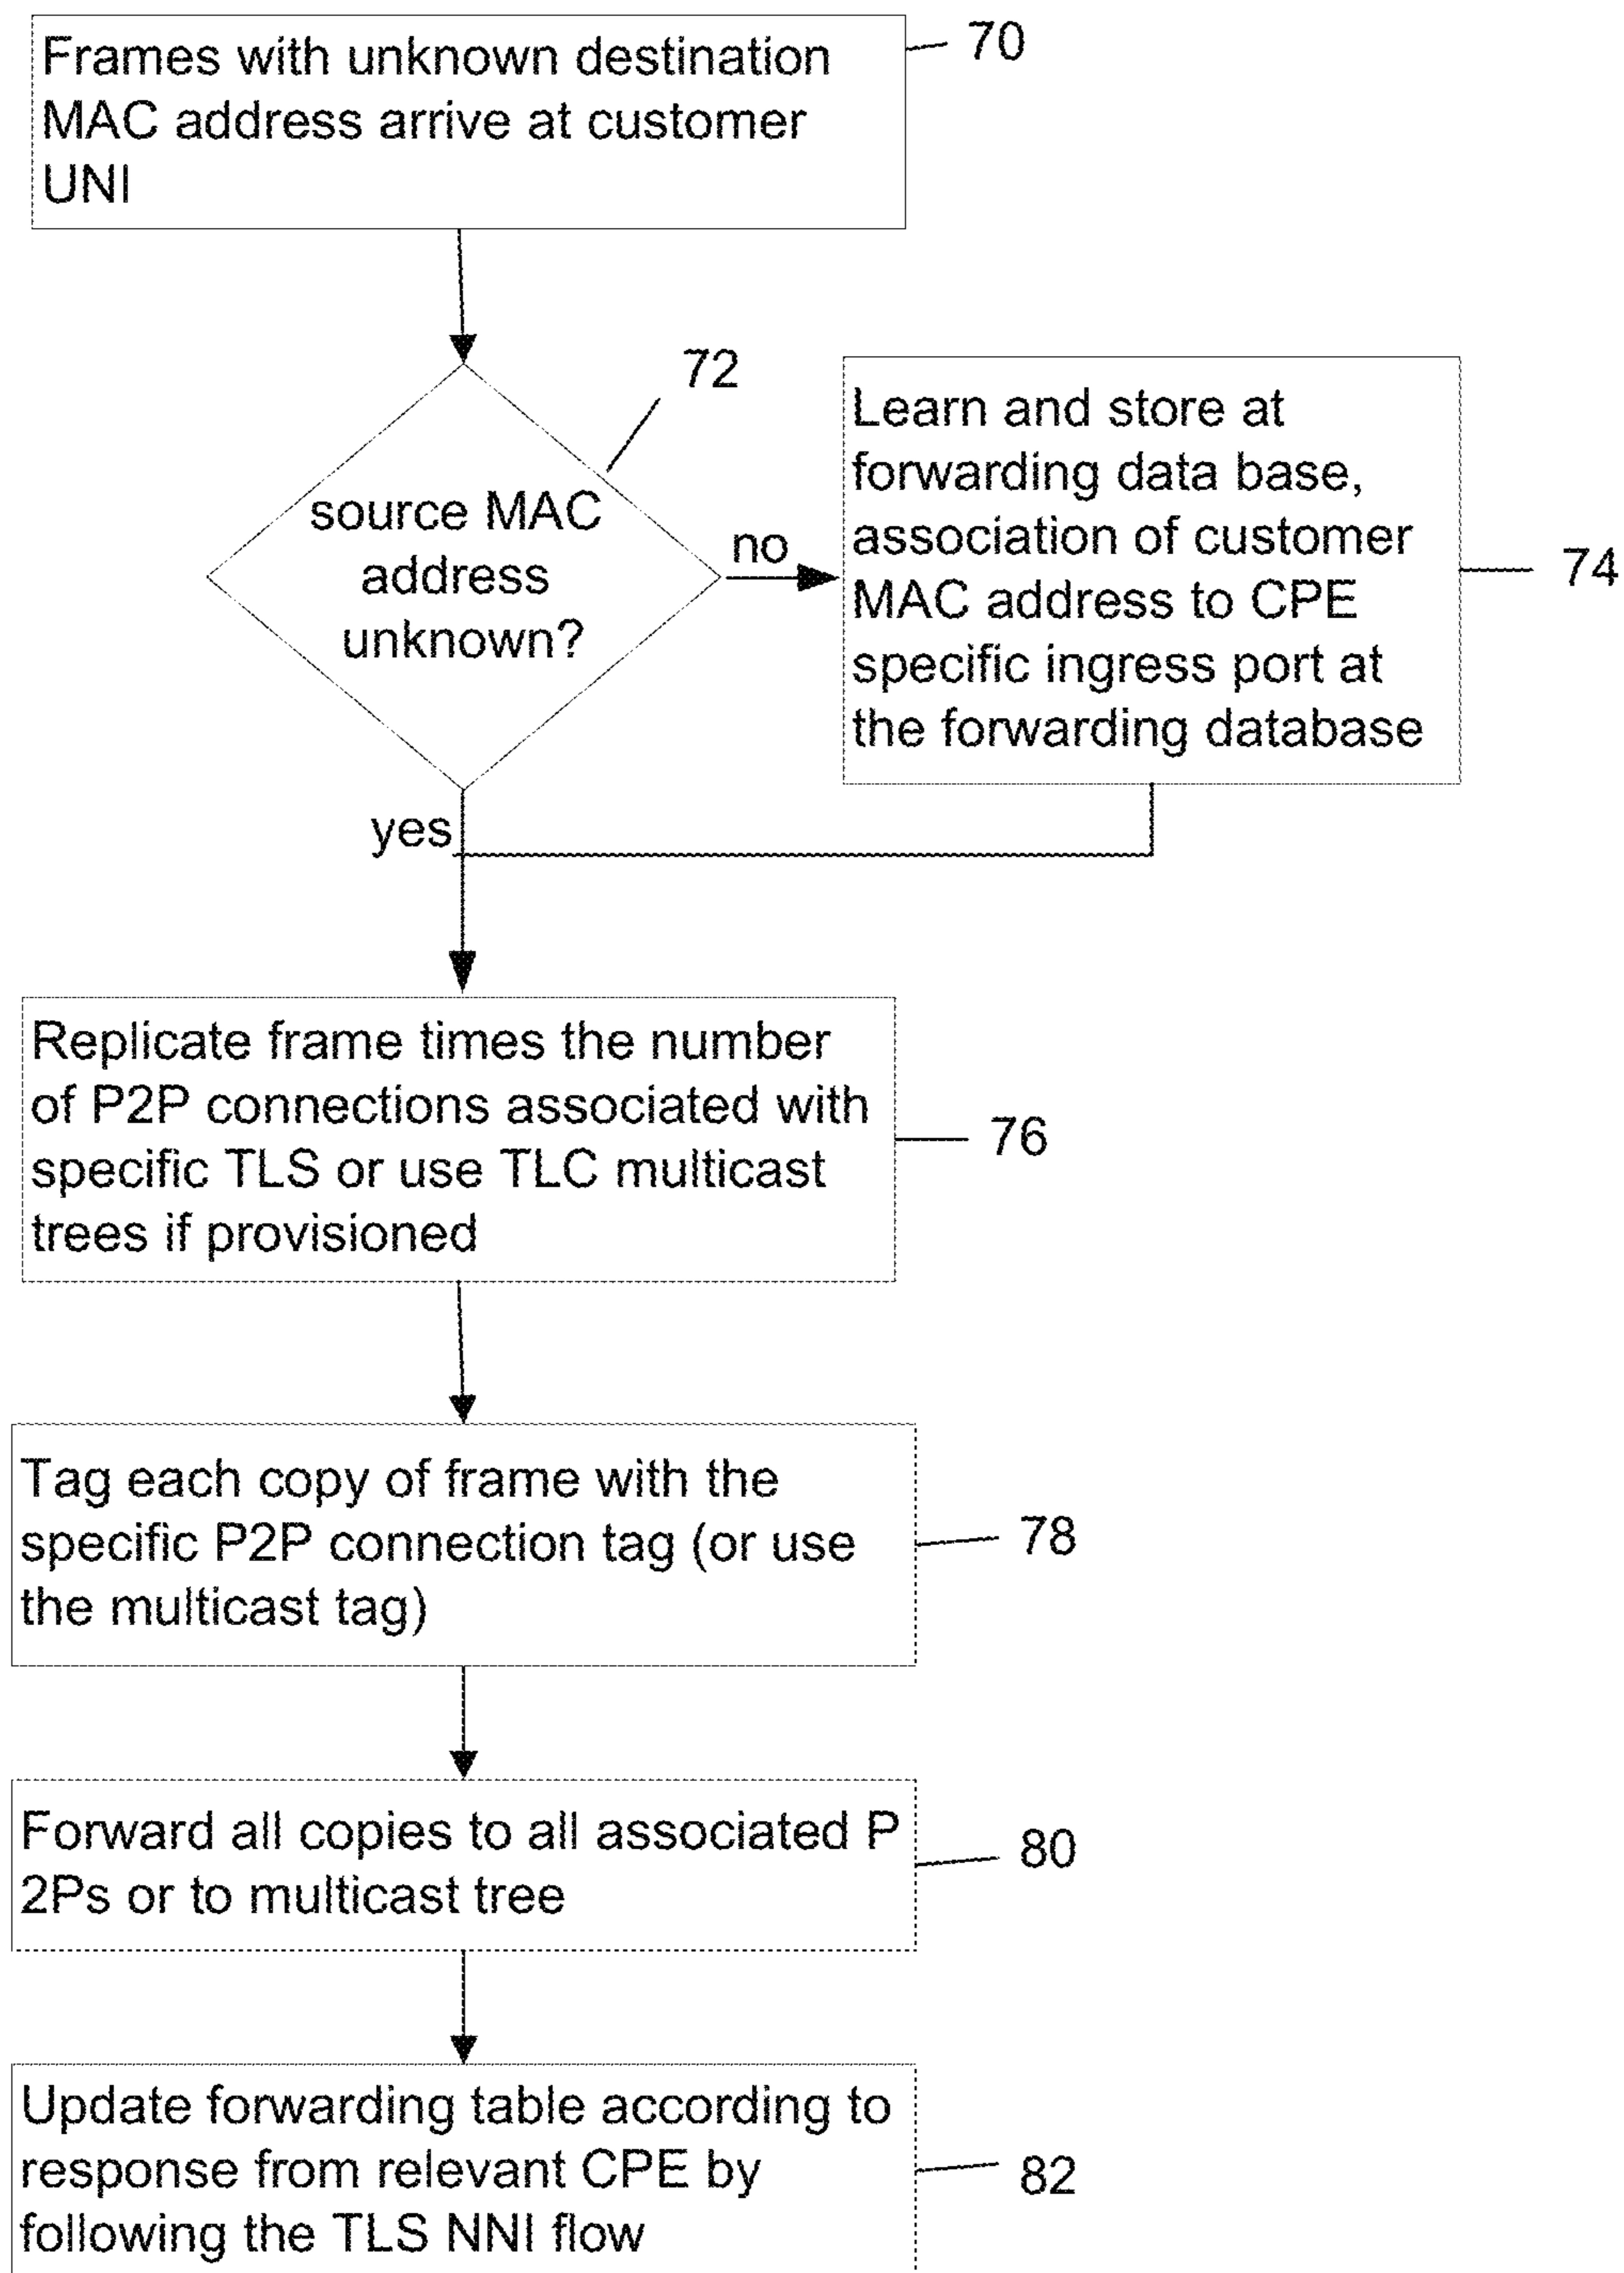 Frames with unknown destination
MAC address arrive at customer
UNI
70
72
source MAC
address
unknown?
no
yes
Learn and store at
forwarding data base,
association of customer
MAC address to CPE
specific ingress port at
the forwarding database
74
Replicate frame times the number
of P2P connections associated with
specific TLS or use TLC multicast
trees if provisioned
76
Tag each copy of frame with the
specific P2P connection tag (or use
the multicast tag)
78
Forward all copies to all associated P
2Ps or to multicast tree
80
Update forwarding table according to
response from relevant CPE by
following the TLS NNI flow
82